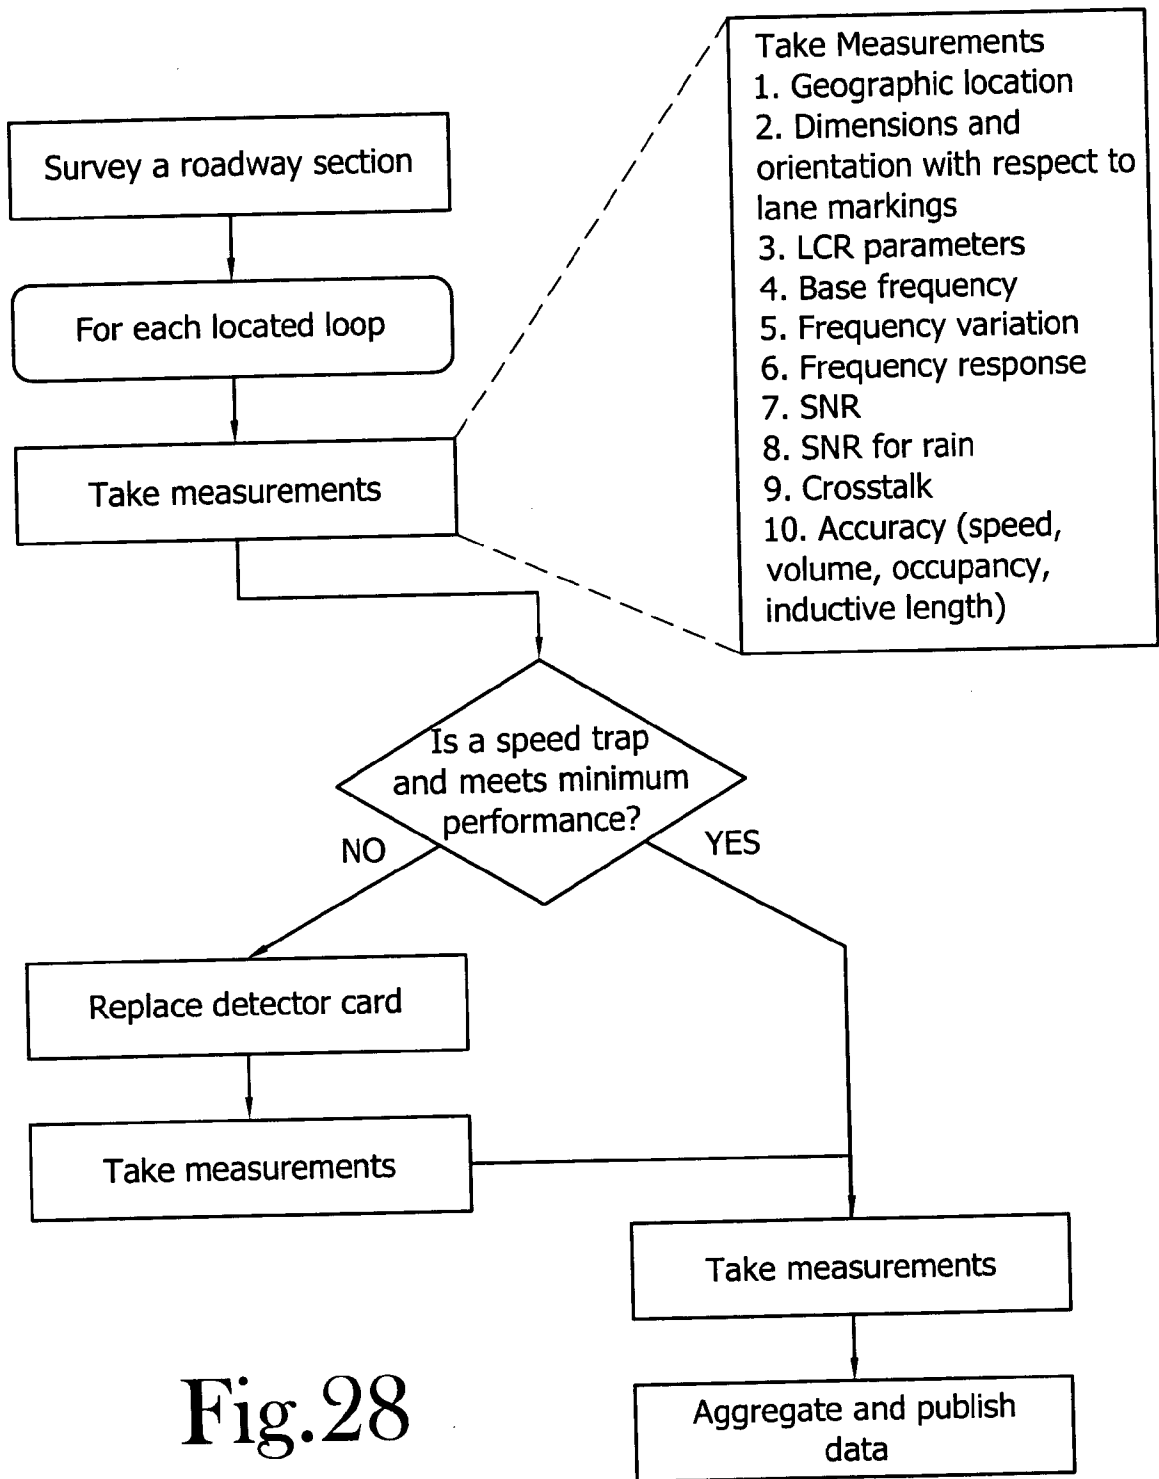 Survey a roadway section
For each located loop
Take measurements
Take Measurements
1. Geographic location
2. Dimensions and
orientation with respect to
lane markings
3. LCR parameters
4. Base frequency
5. Frequency variation
6. Frequency response
7. SNR
8. SNR for rain
9. Crosstalk
10. Accuracy (speed,
volume, occupancy,
inductive length)
Is a speed trap
and meets minimum
performance?
NO
YES
Replace detector card
Take measurements
Take measurements
Aggregate and publish
data
Fig.28